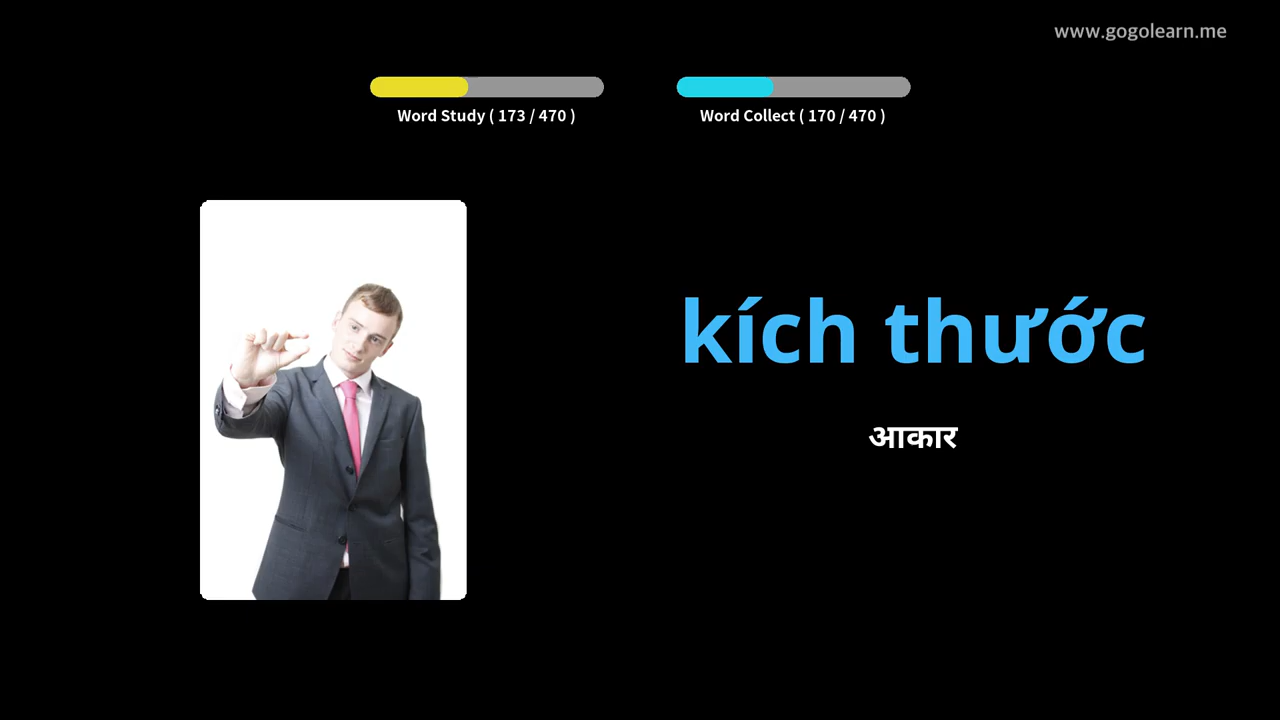 www.gogolearn.me
Word Study ( 173 / 470 )
Word Collect ( 170 / 470 )
kích thước
आकार